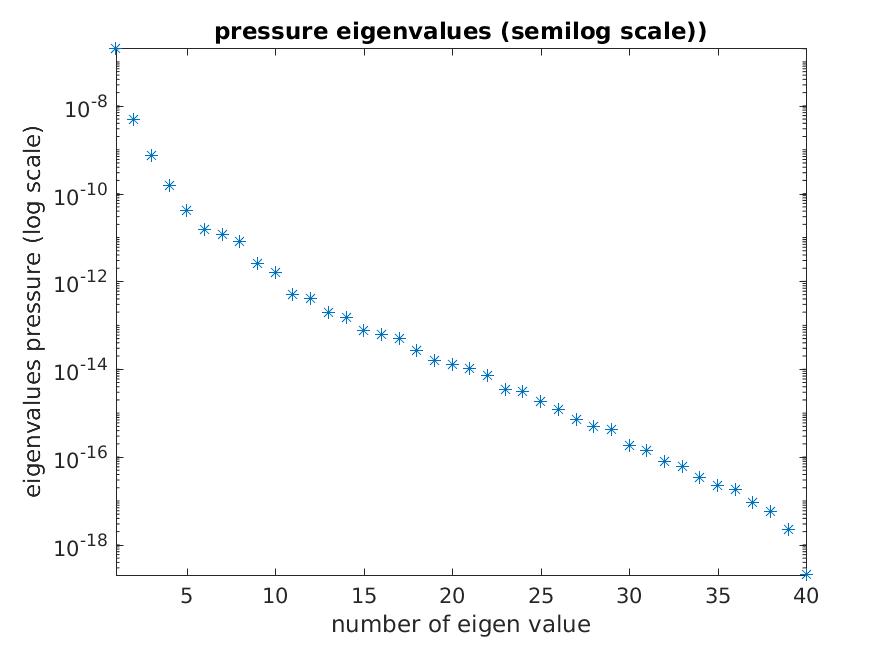 pressure eigenvalues (semilog scale))
eigenvalues pressure (log scale)
10^-8
10^-10
10^-12
10^-14
10^-16
10^-18
5 10 15 20 25 30 35 40
number of eigen value